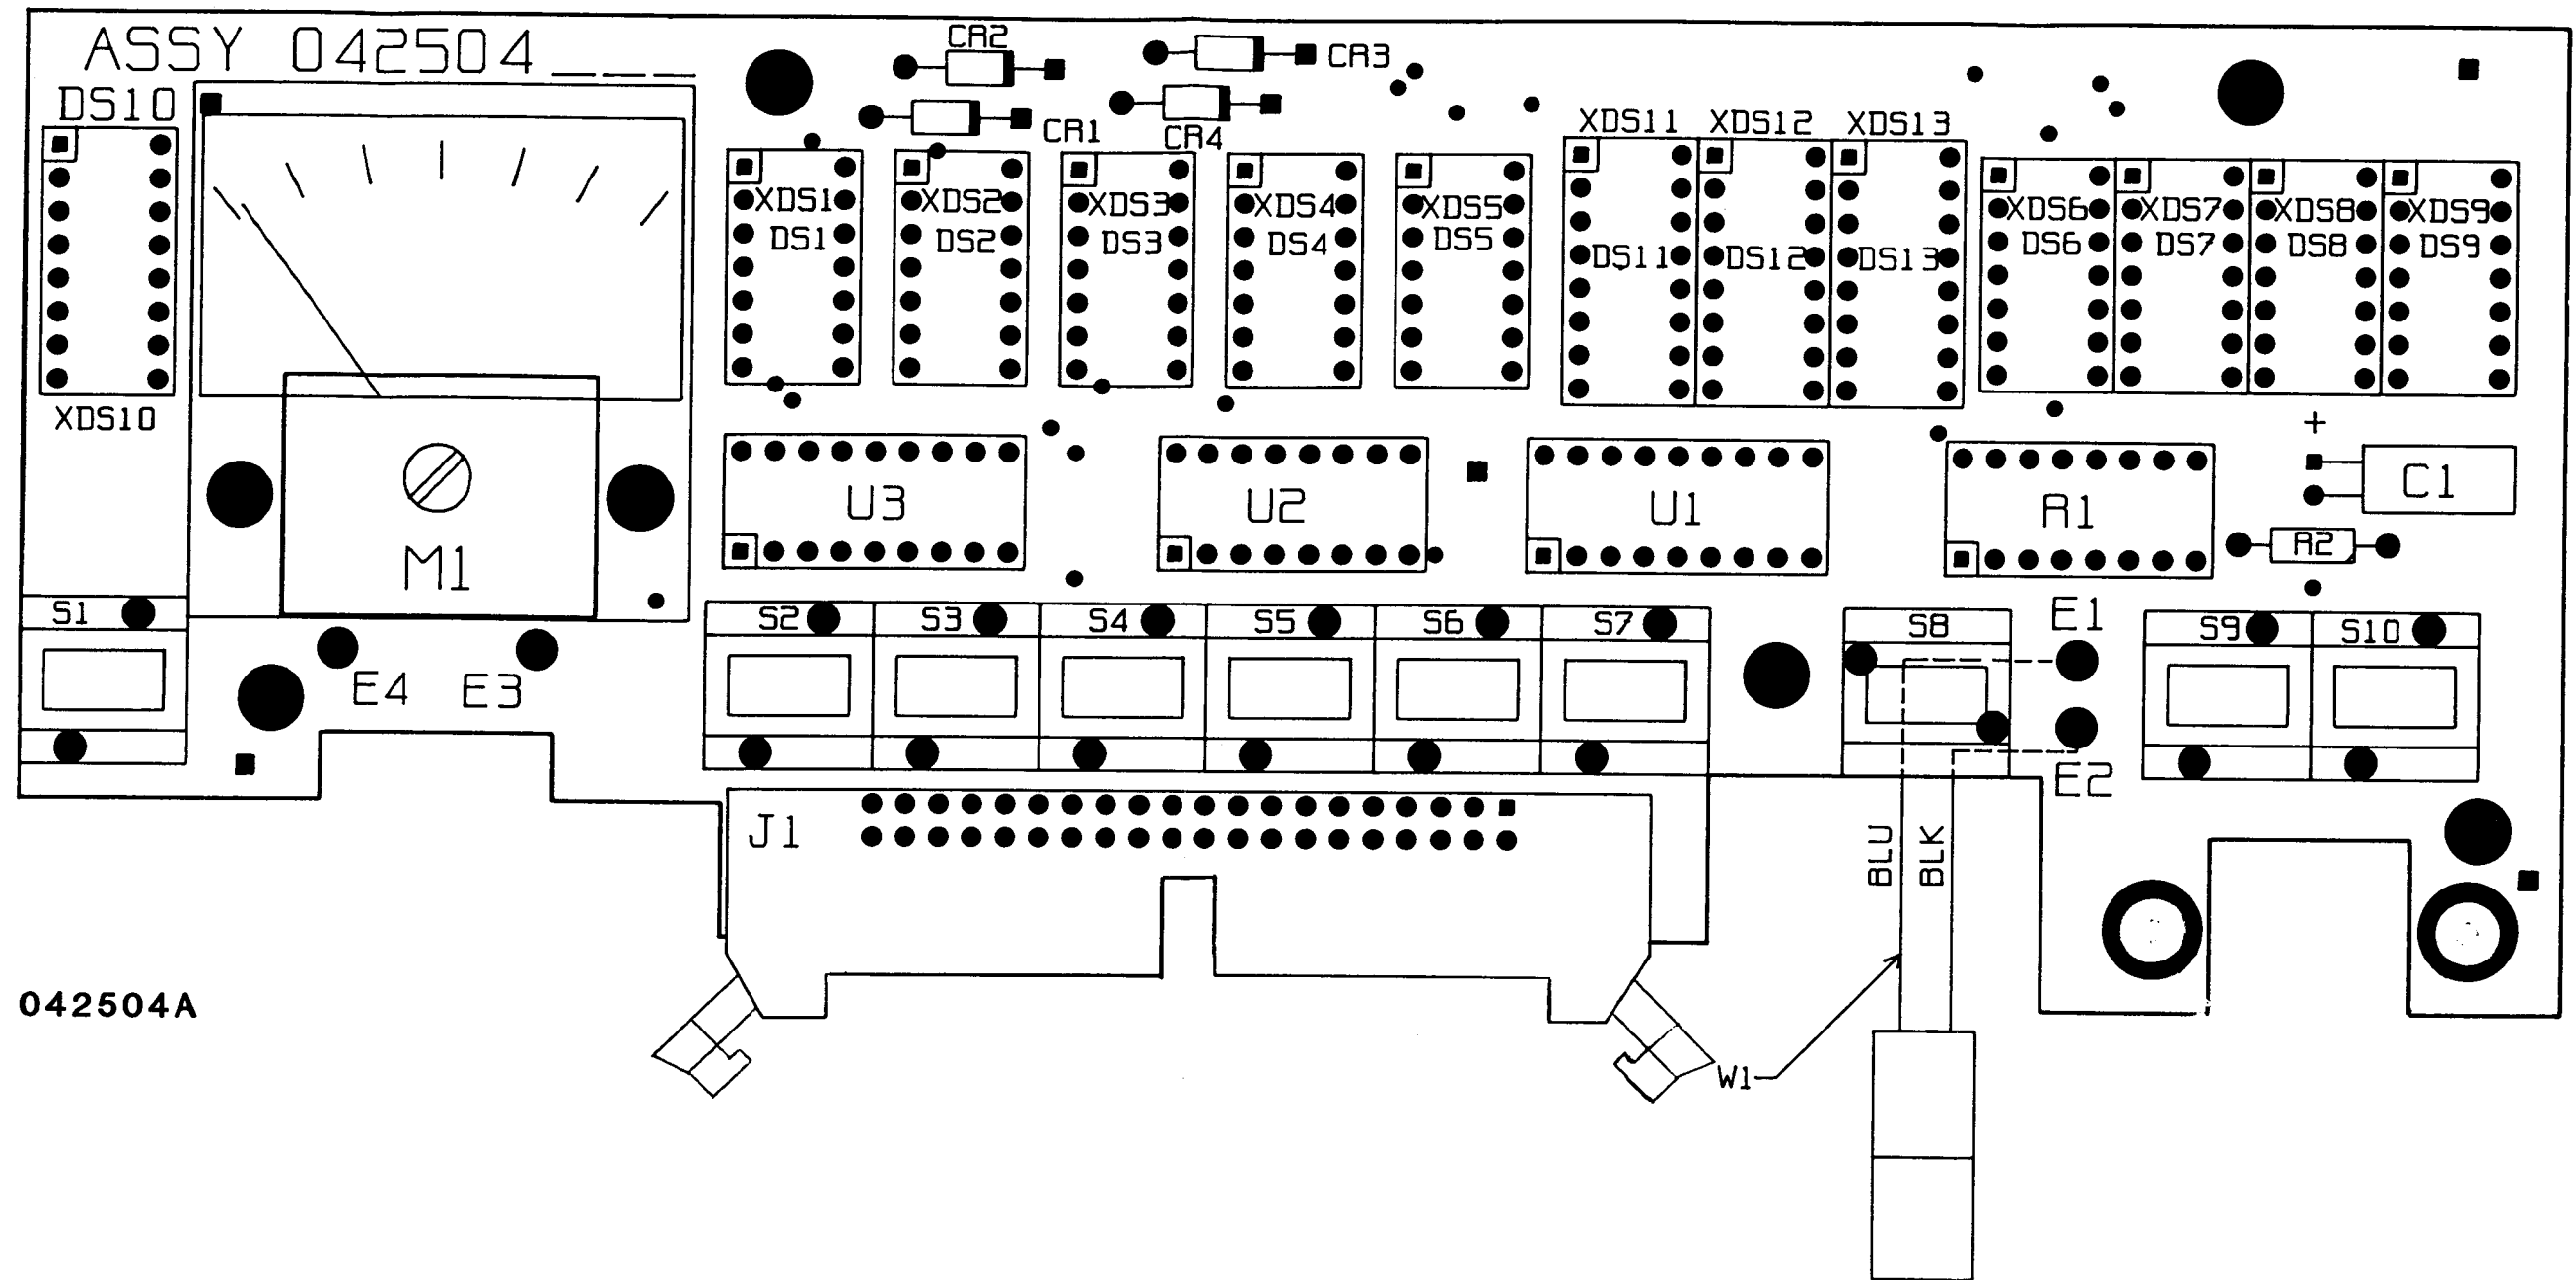 ASSY 042504____
DS10
XDS10
M1
CR2
CR3
CR1
CR4
XDS1
DS1
XDS2
DS2
XDS3
DS3
XDS4
DS4
XDS5
DS5
XDS11
XDS12
XDS13
DS11
DS12
DS13
XDS6
DS6
XDS7
DS7
XDS8
DS8
XDS9
DS9
U3
U2
U1
R1
+
C1
R2
S1
E4
E3
S2
S3
S4
S5
S6
S7
S8
E1
E2
S9
S10
J1
BLU
BLK
W1
042504A